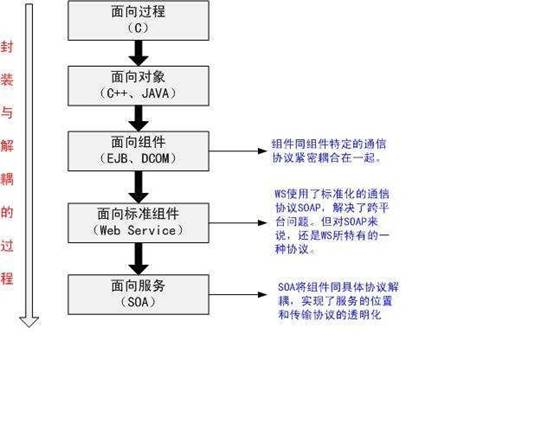 封
装
与
解
耦
的
过
程
面向过程
（C）
面向对象
（C++、JAVA）
面向组件
（EJB、DCOM）
组件同组件特定的通信
协议紧密耦合在一起。
面向标准组件
（Web Service）
WS使用了标准化的通信
协议SOAP，解决了跨平
台问题。但对SOAP来
说，还是WS所特有的一
种协议。
面向服务
（SOA）
SOA将组件同具体协议解
耦，实现了服务的位置
和传输协议的透明化